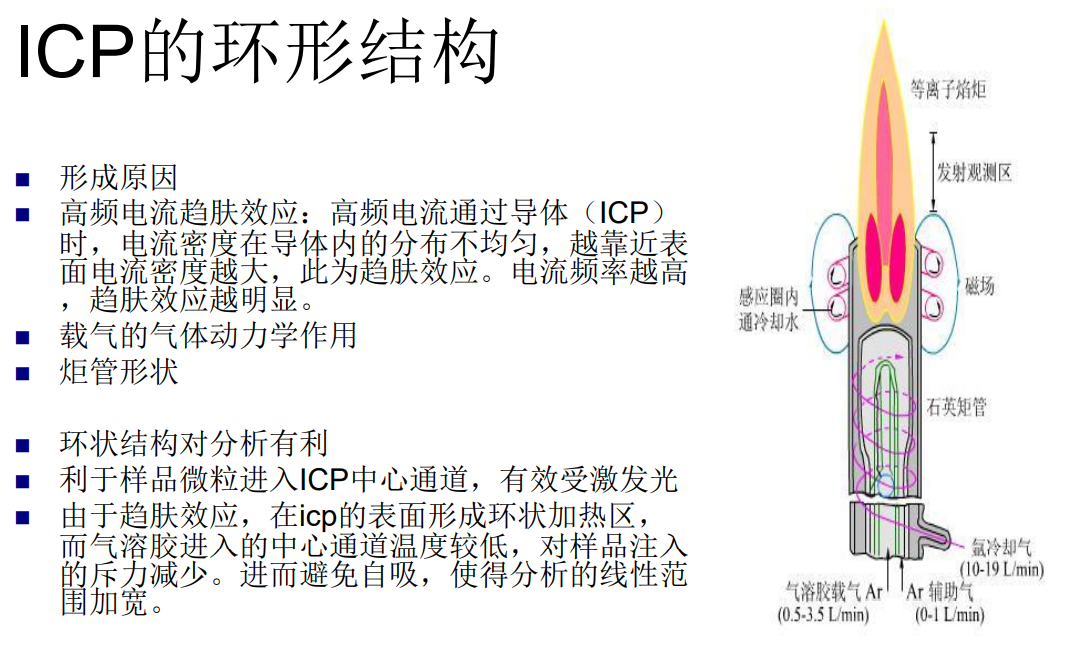 ICP的环形结构
形成原因
高频电流趋肤效应：高频电流通过导体（ICP）
时，电流密度在导体内的分布不均匀，越靠近表
面电流密度越大，此为趋肤效应。电流频率越高
，趋肤效应越明显。
载气的气体动力学作用
炬管形状
环状结构对分析有利
利于样品微粒进入ICP中心通道，有效受激发光
由于趋肤效应，在icp的表面形成环状加热区，
而气溶胶进入的中心通道温度较低，对样品注入
的斥力减少。进而避免自吸，使得分析的线性范
围加宽。
等离子焰炬
发射观测区
感应圈内
通冷却水
磁场
石英矩管
氩冷却气
(10-19 L/min)
气溶胶载气 Ar
(0.5-3.5 L/min)
Ar 辅助气
(0-1 L/min)